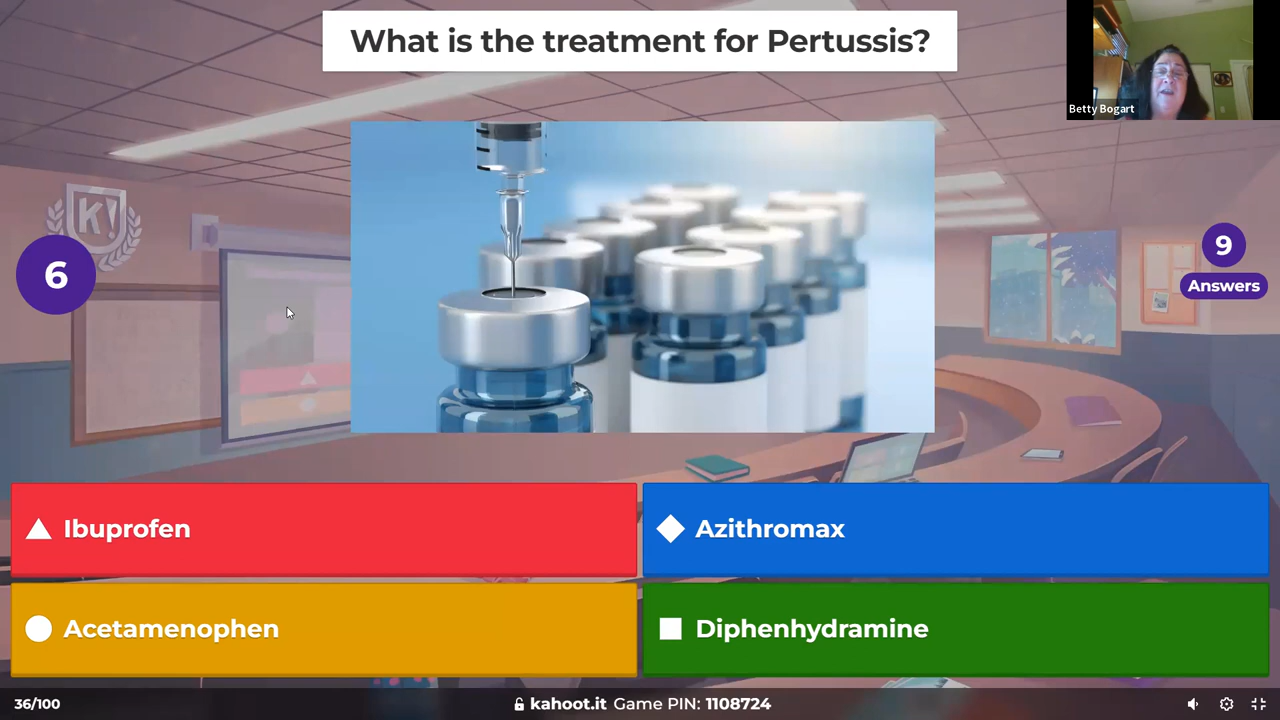 What is the treatment for Pertussis?
Betty Bogart
K!
6
9
Answers
Ibuprofen
Azithromax
Acetamenophen
Diphenhydramine
36/100
kahoot.it Game PIN: 1108724